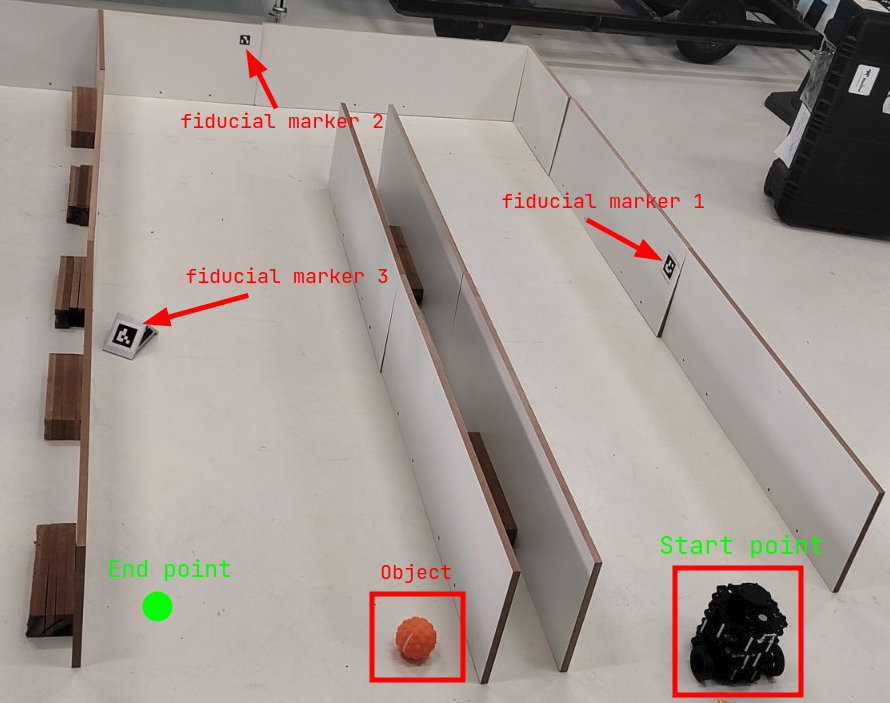 fiducial marker 2
fiducial marker 1
fiducial marker 3
Start point
End point
Object